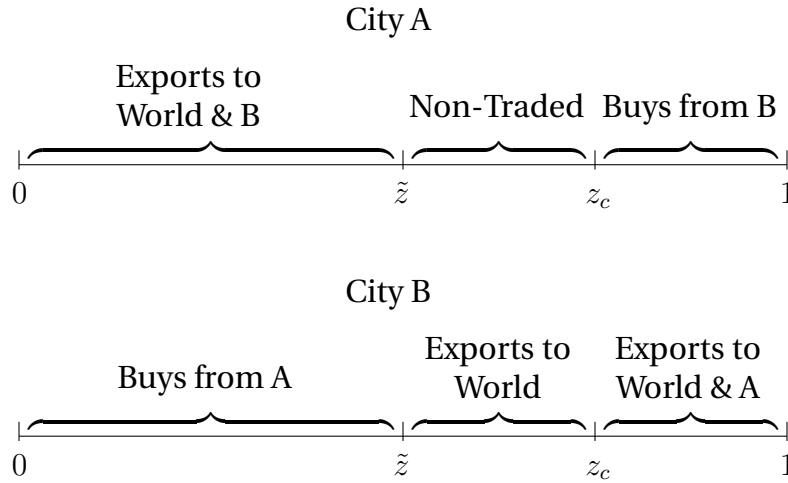 City A
Exports to
World & B
Non-Traded
Buys from B
0
z̃
z_c
1
City B
Buys from A
Exports to
World
Exports to
World & A
0
z̃
z_c
1